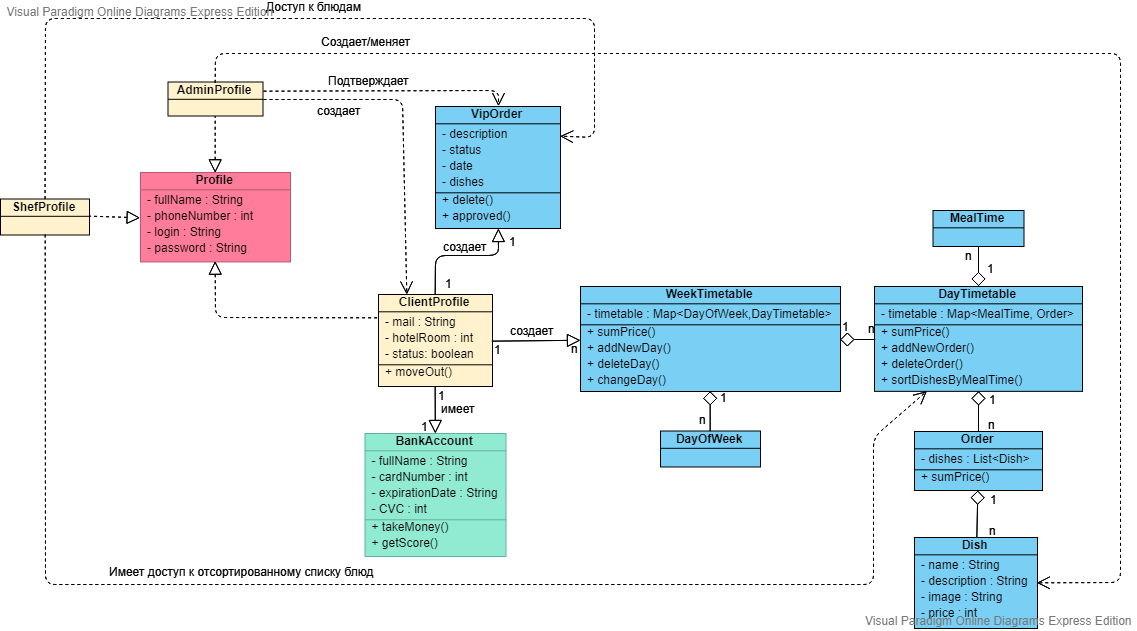 Visual Paradigm Online Diagrams Express Edition
Доступ к блюдам
Создает/меняет
Подтверждает
создает
AdminProfile
VipOrder
- description
- status
- date
- dishes
+ delete()
+ approved()
Profile
- fullName : String
- phoneNumber : int
- login : String
- password : String
ShefProfile
MealTime
n
1
создает
1
1
ClientProfile
- mail : String
- hotelRoom : int
- status: boolean
+ moveOut()
создает
1
n
WeekTimetable
- timetable : Map<DayOfWeek,DayTimetable>
+ sumPrice()
+ addNewDay()
+ deleteDay()
+ changeDay()
1
n
DayTimetable
- timetable : Map<MealTime, Order>
+ sumPrice()
+ addNewOrder()
+ deleteOrder()
+ sortDishesByMealTime()
1
имеет
1
1
n
DayOfWeek
1
n
Order
- dishes : List<Dish>
+ sumPrice()
BankAccount
- fullName : String
- cardNumber : int
- expirationDate : String
- CVC : int
+ takeMoney()
+ getScore()
1
n
Dish
- name : String
- description : String
- image : String
- price : int
Имеет доступ к отсортированному списку блюд
Visual Paradigm Online Diagrams Express Edition